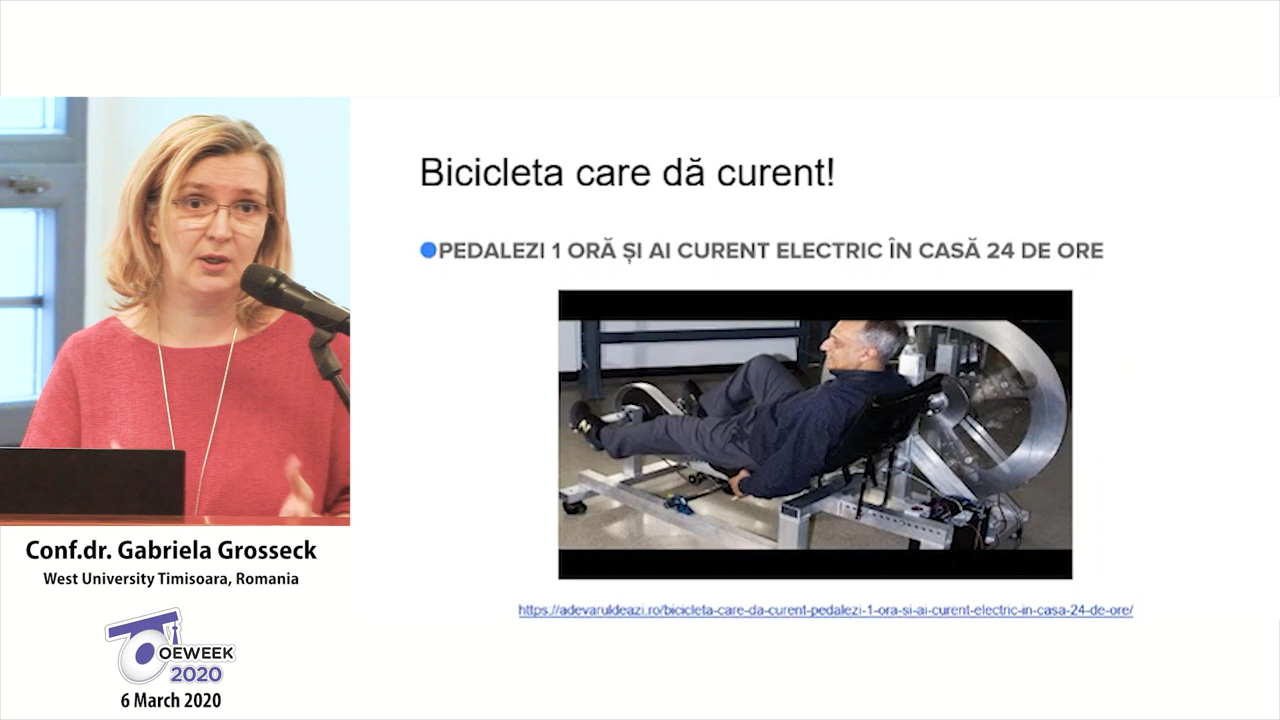 Bicicleta care dă curent!
PEDALEZI 1 ORĂ ȘI AI CURENT ELECTRIC ÎN CASĂ 24 DE ORE
https://adevaruldeazi.ro/bicicleta-care-da-curent-pedalezi-1-ora-si-ai-curent-electric-in-casa-24-de-ore/
Conf.dr. Gabriela Grosseck
West University Timisoara, Romania
OEWEEK
2020
6 March 2020